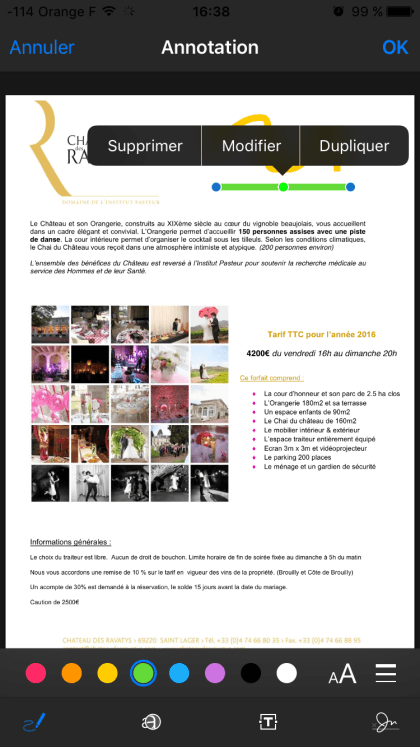 -114 Orange F 16:38 99 %
Annuler Annotation OK
Supprimer Modifier Dupliquer
CH
des
RA
DOMAINE DE L'INSTITUT PASTEUR
Le Château et son Orangerie, construits au XIXème siècle au cœur du vignoble beaujolais, vous accueillent
dans un cadre élégant et convivial. L'Orangerie permet d'accueillir 150 personnes assises avec une piste
de danse. La cour intérieure permet d'organiser le cocktail sous les tilleuls. Selon les conditions climatiques,
le Chai du Château vous reçoit dans une atmosphère intimiste et atypique. (200 personnes environ)
L'ensemble des bénéfices du Château est reversé à l'Institut Pasteur pour soutenir la recherche médicale au
service des Hommes et de leur Santé.
Tarif TTC pour l'année 2016
4200€ du vendredi 16h au dimanche 20h
Ce forfait comprend :
La cour d'honneur et son parc de 2.5 ha clos
L'Orangerie 180m2 et sa terrasse
Un espace enfants de 90m2
Le Chai du château de 160m2
Le mobilier intérieur & extérieur
L'espace traiteur entièrement équipé
Ecran 3m x 3m et vidéoprojecteur
Le parking 200 places
Le ménage et un gardien de sécurité
Informations générales :
Le choix du traiteur est libre. Aucun de droit de bouchon. Limite horaire de fin de soirée fixée au dimanche à 5h du matin
Nous vous accordons une remise de 10 % sur le tarif en vigueur des vins de la propriété. (Brouilly et Côte de Brouilly)
Un acompte de 30% est demandé à la réservation, le solde 15 jours avant la date du mariage.
Caution de 2500€
CHATEAU DES RAVATYS › 69220 SAINT LAGER › Tél. +33 (0)4 74 66 80 35 › Fax. +33 (0)4 74 66 88 95
AA
a
T